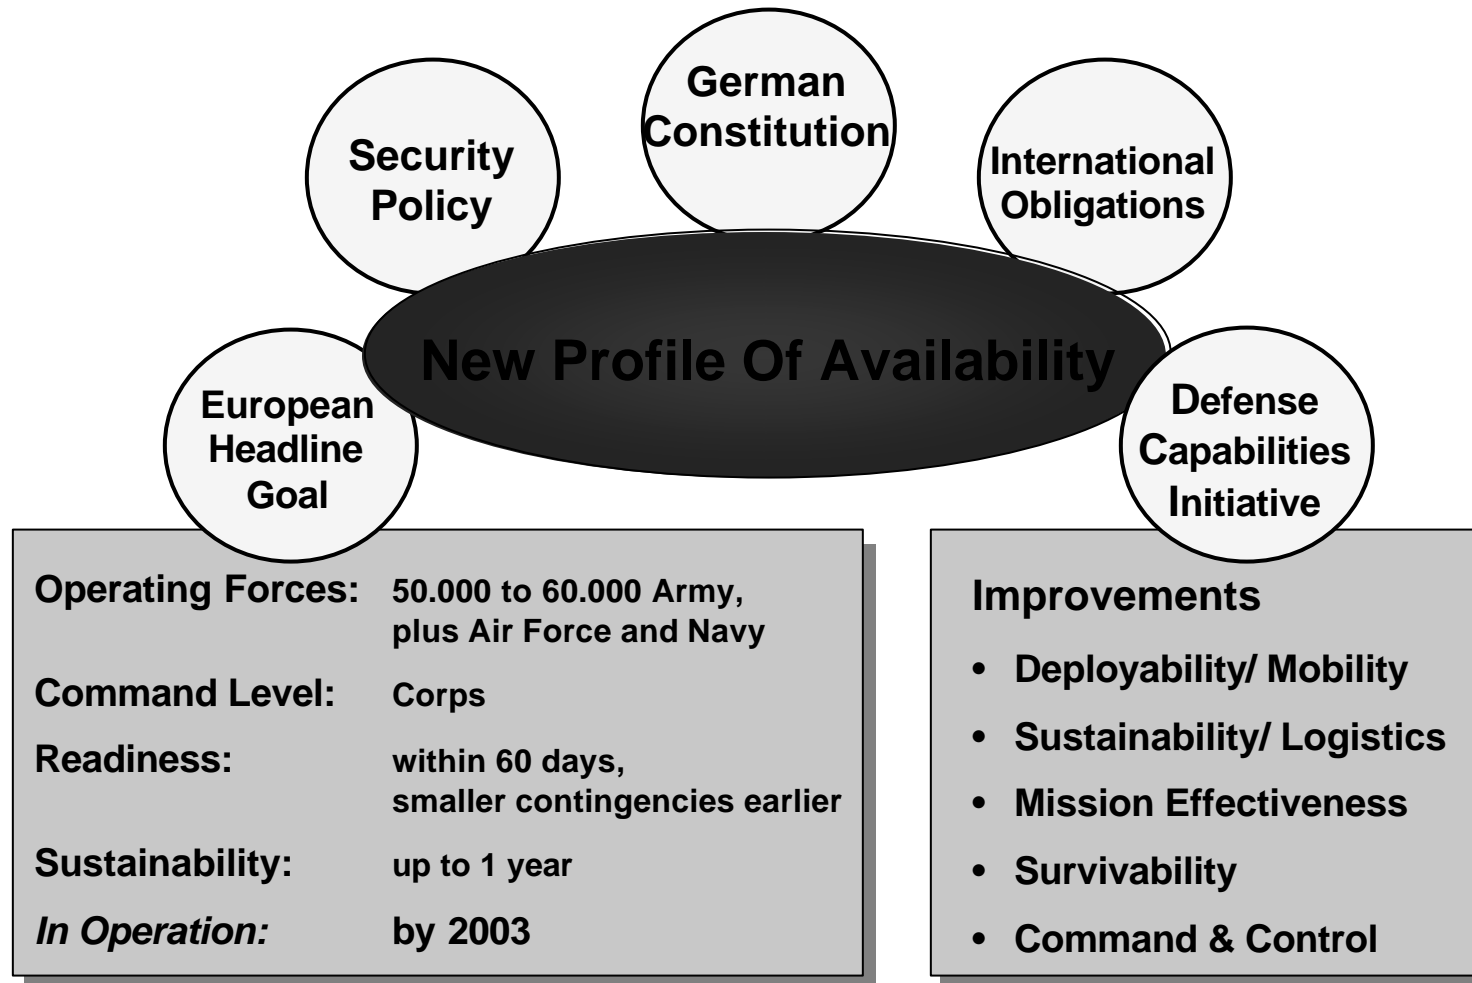 German
Constitution
Security
Policy
International
Obligations
New Profile Of Availability
European
Headline
Goal
Defense
Capabilities
Initiative
Operating Forces: 50.000 to 60.000 Army,
plus Air Force and Navy
Command Level: Corps
Readiness: within 60 days,
smaller contingencies earlier
Sustainability: up to 1 year
In Operation: by 2003
Improvements
• Deployability/ Mobility
• Sustainability/ Logistics
• Mission Effectiveness
• Survivability
• Command & Control